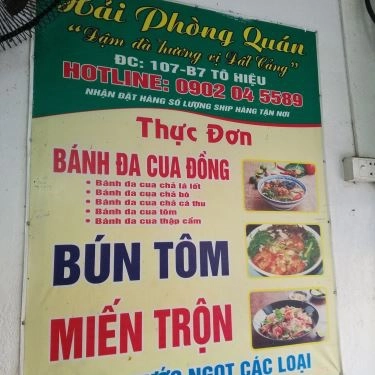 Hải Phòng Quán
"Đậm đà hương vị Đất Cảng"
ĐC: 107-B7 TÔ HIỆU
HOTLINE: 0902 04 5589
NHẬN ĐẶT HÀNG SỐ LƯỢNG SHIP HÀNG TẬN NƠI
Thực Đơn
BÁNH ĐA CUA ĐỒNG
• Bánh đa cua chả lá lốt
• Bánh đa cua chả bò
• Bánh đa cua chả cá thu
• Bánh đa cua tôm
• Bánh đa cua thập cẩm
BÚN TÔM
MIẾN TRỘN
NƯỚC NGỌT CÁC LOẠI